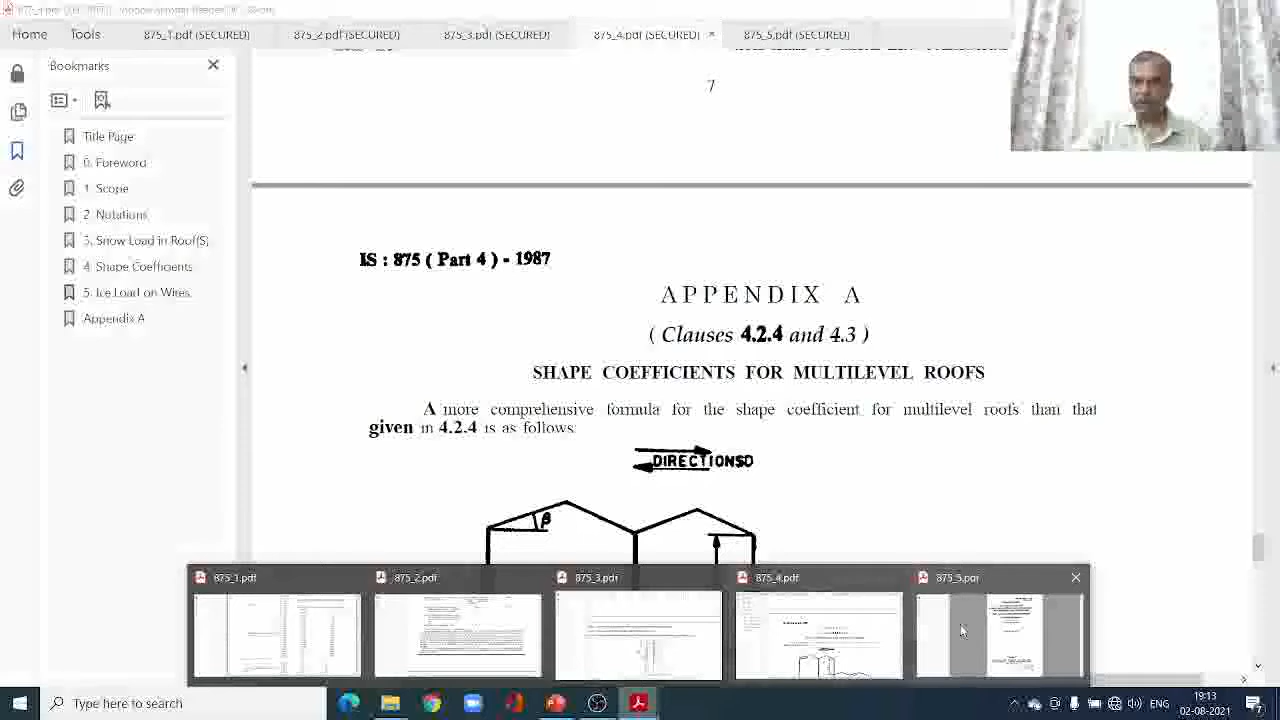 Home Tools 875_1.pdf (SECURED) 875_2.pdf (SECURED) 875_3.pdf (SECURED) 875_4.pdf (SECURED) × 875_5.pdf (SECURED)
Bookmarks
Title Page
0. Foreword
1. Scope
2. Notations
3. Snow Load in Roof(S)
4. Shape Coefficients
5. Ice Load on Wires.
Appendix A
7
IS : 875 ( Part 4 ) - 1987
APPENDIX A
( Clauses 4.2.4 and 4.3 )
SHAPE COEFFICIENTS FOR MULTILEVEL ROOFS
A more comprehensive formula for the shape coefficient for multilevel roofs than that
given in 4.2.4 is as follows
DIRECTIONS
β
875_1.pdf 875_2.pdf 875_3.pdf 875_4.pdf 875_5.pdf
Type here to search
ENG
19:13
02-08-2021